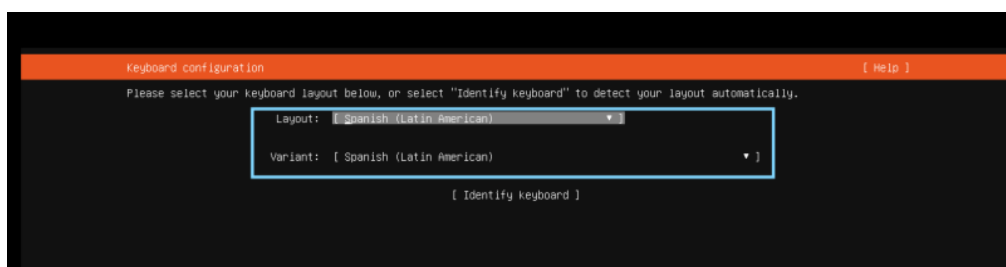 Keyboard configuration [ Help ]
Please select your keyboard layout below, or select "Identify keyboard" to detect your layout automatically.
Layout: [ Spanish (Latin American) ▾ ]
Variant: [ Spanish (Latin American) ▾ ]
[ Identify keyboard ]